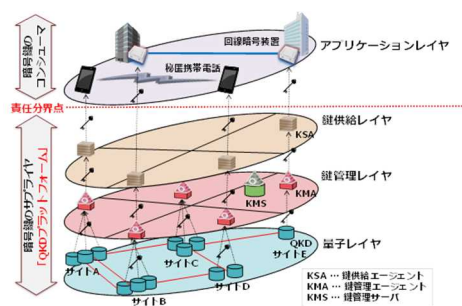 暗号鍵の
コンシューマ
回線暗号装置
アプリケーションレイヤ
秘匿携帯電話
責任分界点
鍵供給レイヤ
KSA
暗号鍵のサプライヤ
「QKDプラットフォーム」
鍵管理レイヤ
KMS
KMA
量子レイヤ
QKD
サイトA
サイトB
サイトC
サイトD
サイトE
KSA … 鍵供給エージェント
KMA … 鍵管理エージェント
KMS … 鍵管理サーバ